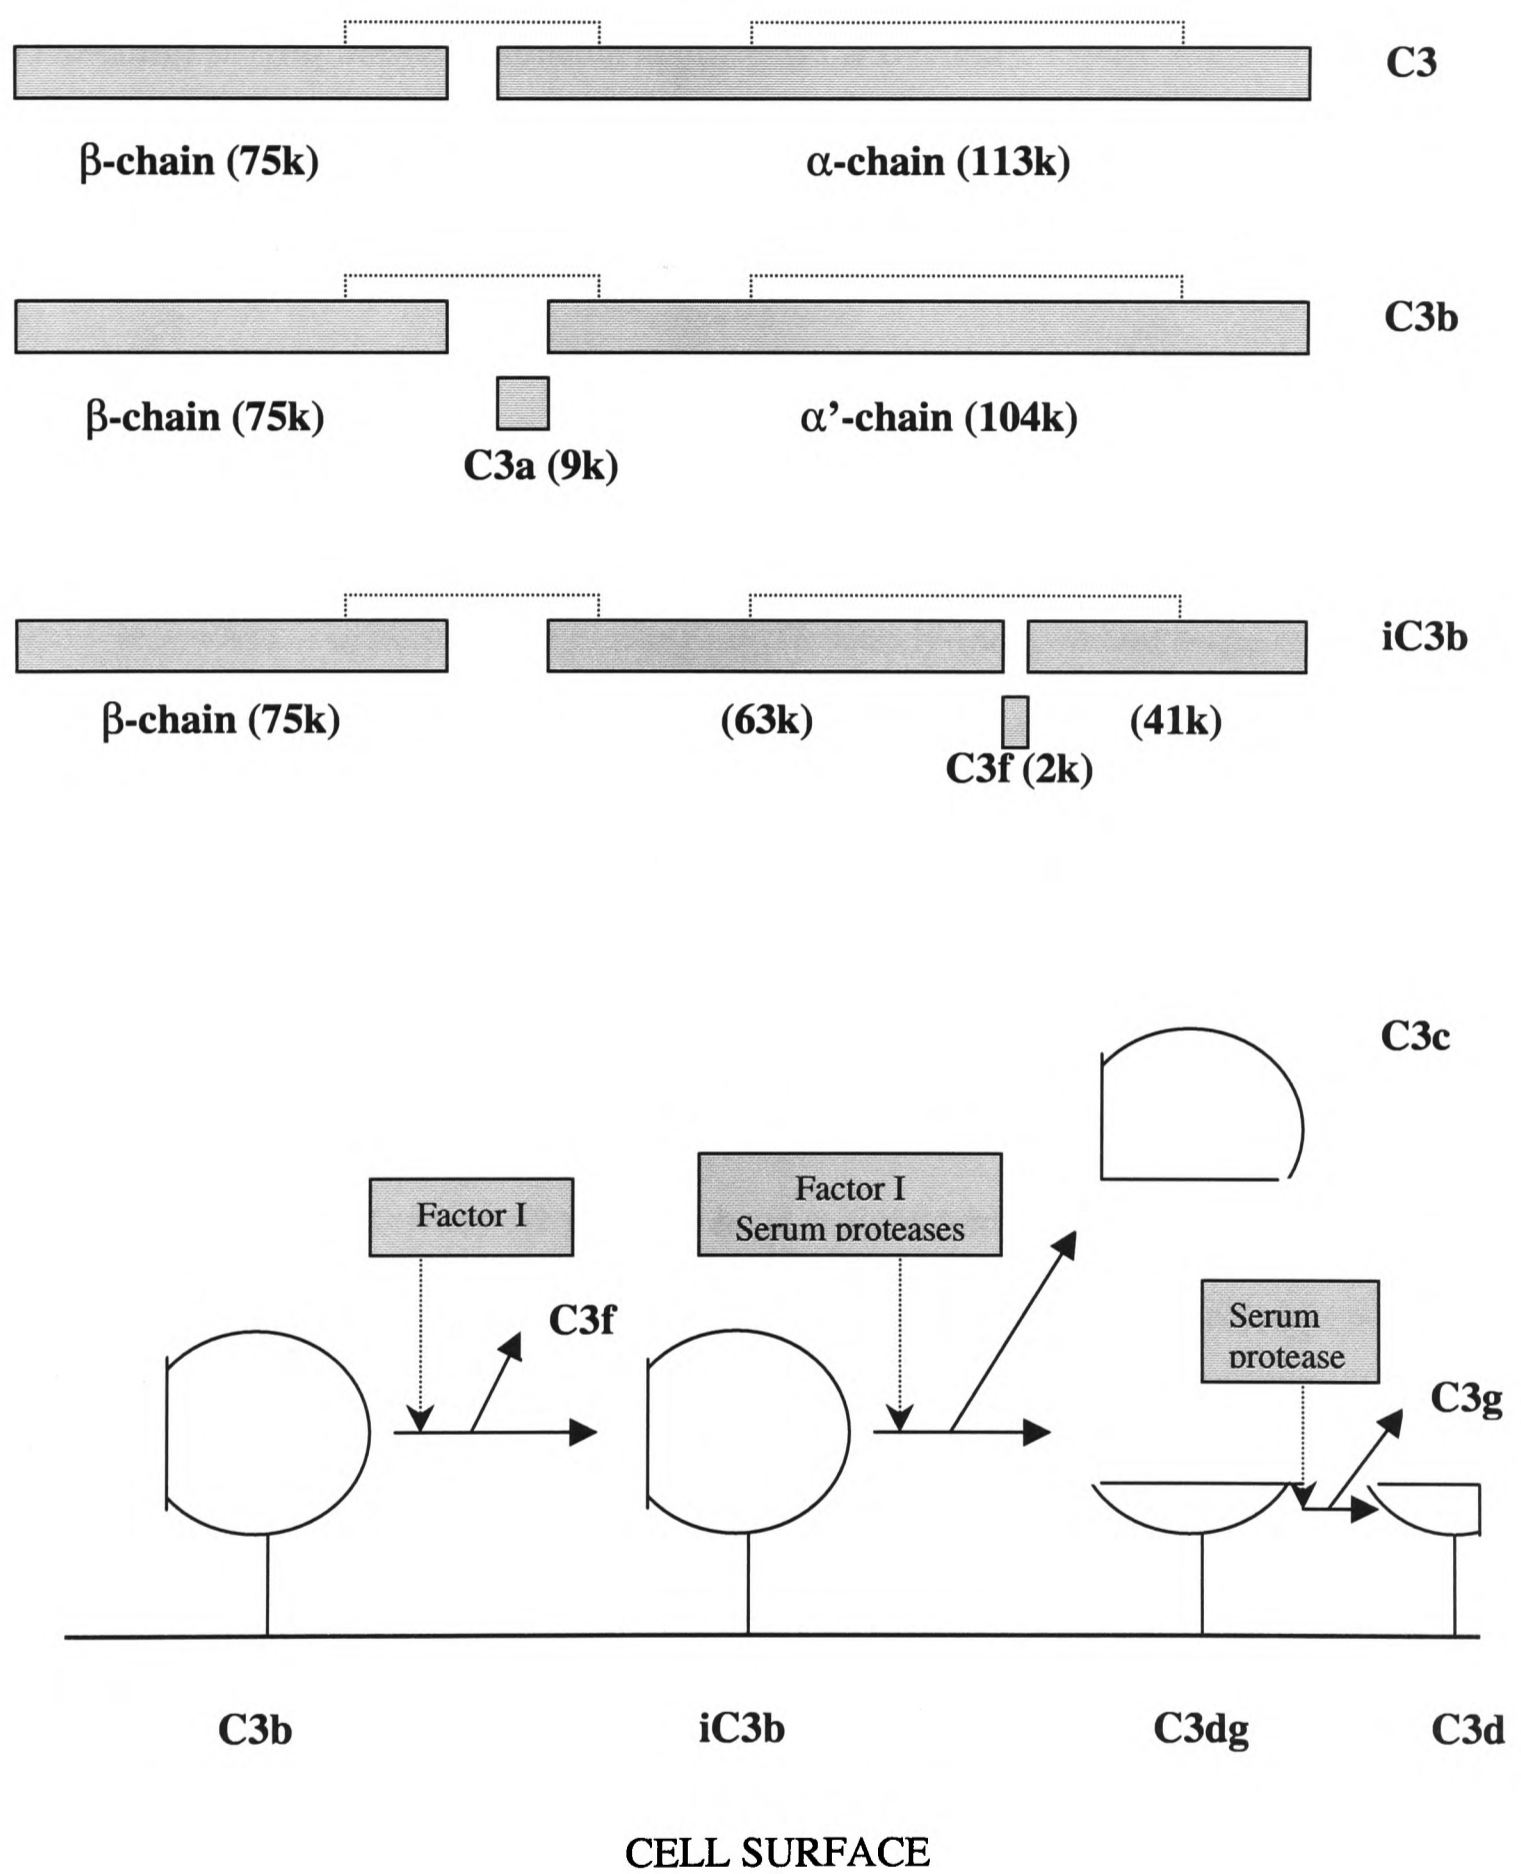 C3
β-chain (75k) α-chain (113k)
C3b
β-chain (75k) α’-chain (104k)
C3a (9k)
iC3b
β-chain (75k) (63k) (41k)
C3f (2k)
C3c
Factor I
Factor I
Serum proteases
C3f
Serum
protease
C3g
C3b iC3b C3dg C3d
CELL SURFACE